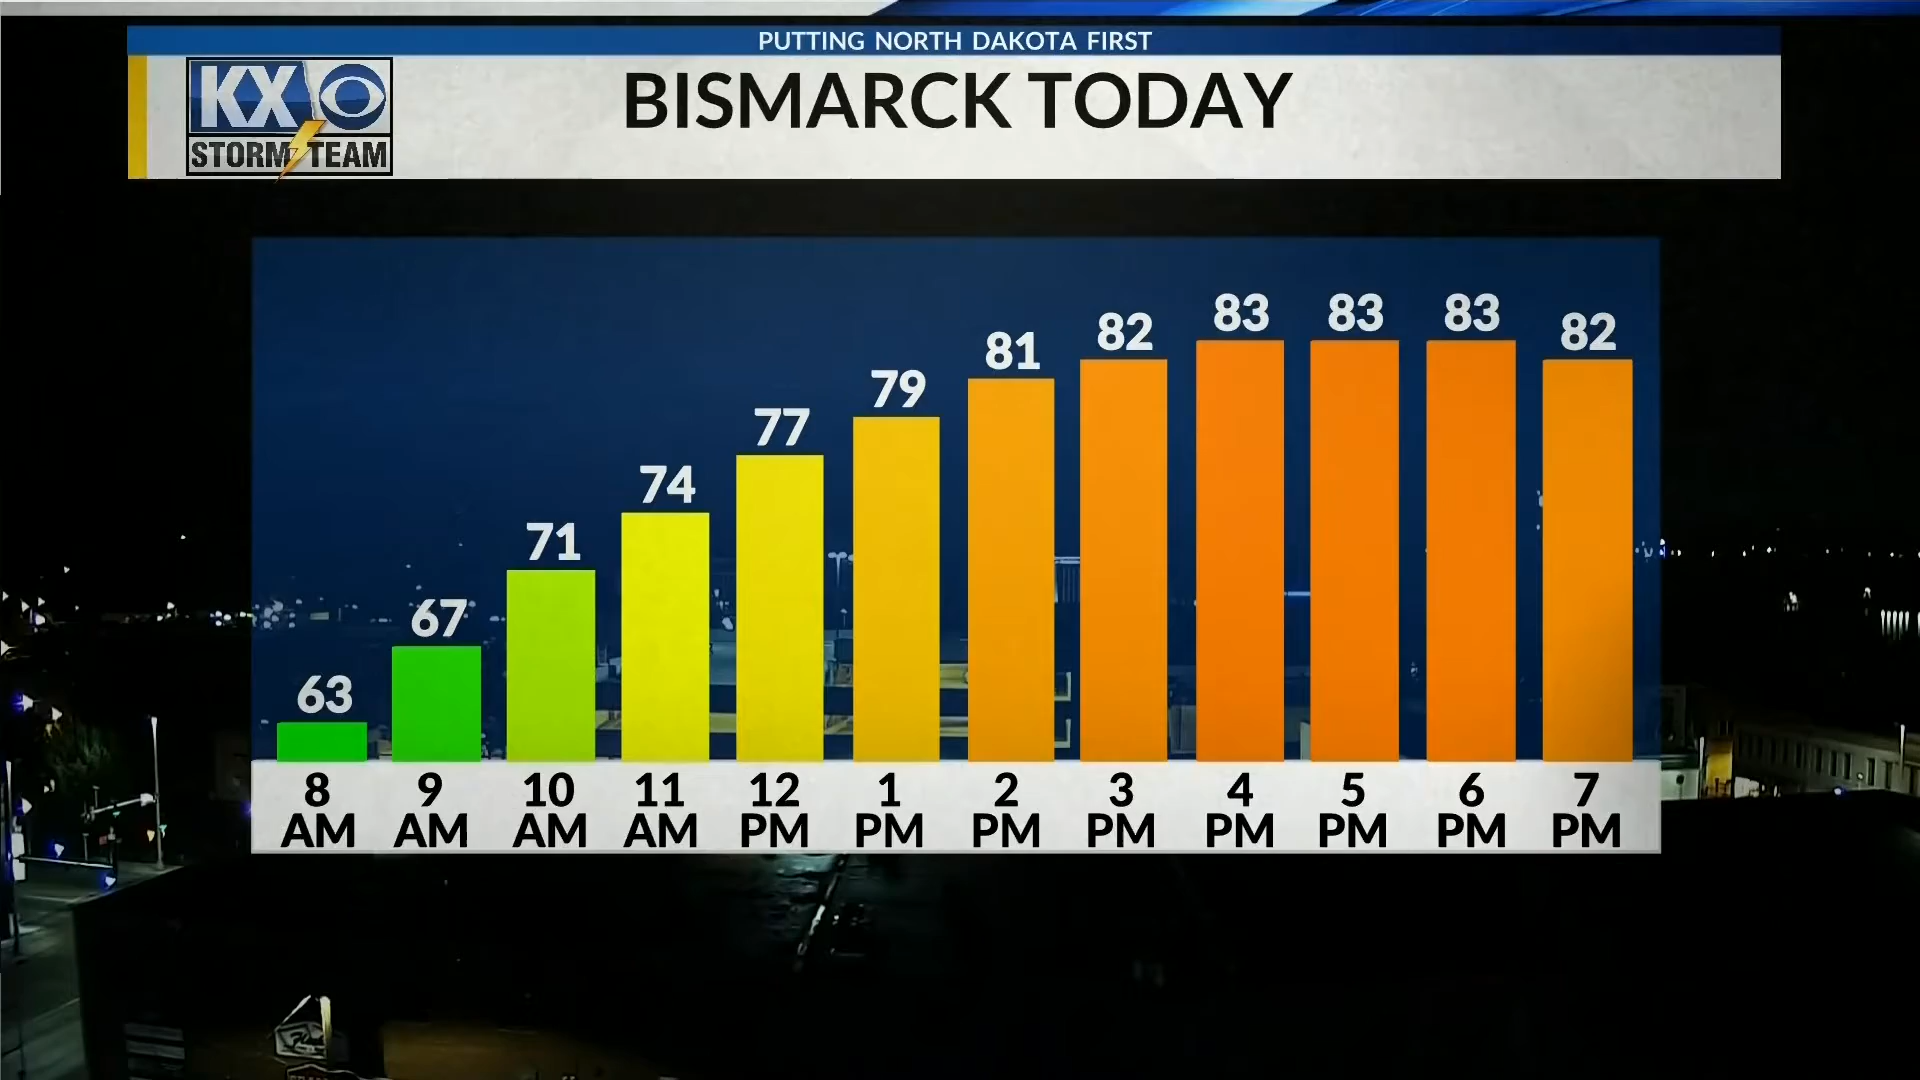 PUTTING NORTH DAKOTA FIRST
KX
STORM TEAM
BISMARCK TODAY
63 67 71 74 77 79 81 82 83 83 83 82
8 AM 9 AM 10 AM 11 AM 12 PM 1 PM 2 PM 3 PM 4 PM 5 PM 6 PM 7 PM